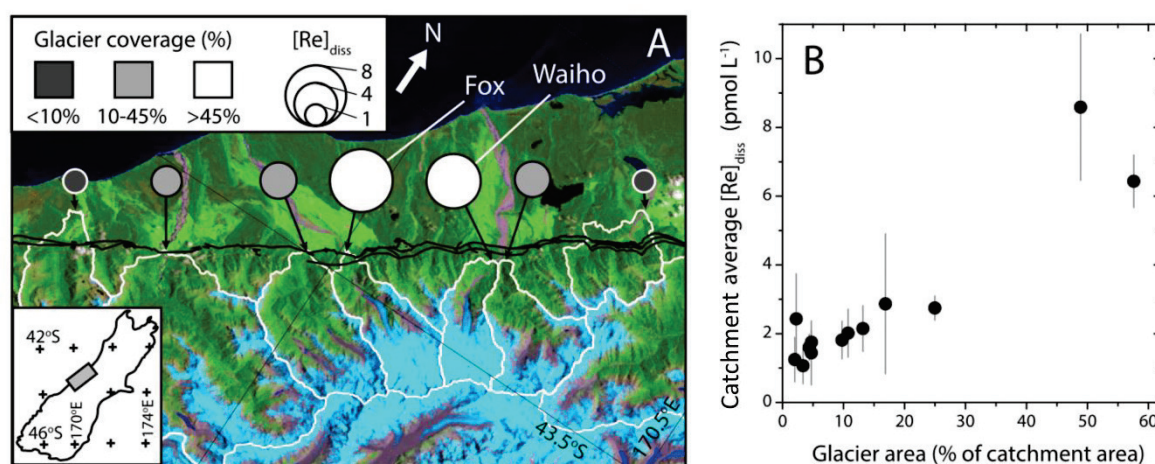 Glacier coverage (%)
<10%
10-45%
>45%
[Re]diss
8
4
1
N
A
Fox
Waiho
42°S
46°S
170°E
174°E
43.5°S
170.5°E
B
Catchment average [Re]diss (pmol L⁻¹)
10
8
6
4
2
0
0
10
20
30
40
50
60
Glacier area (% of catchment area)